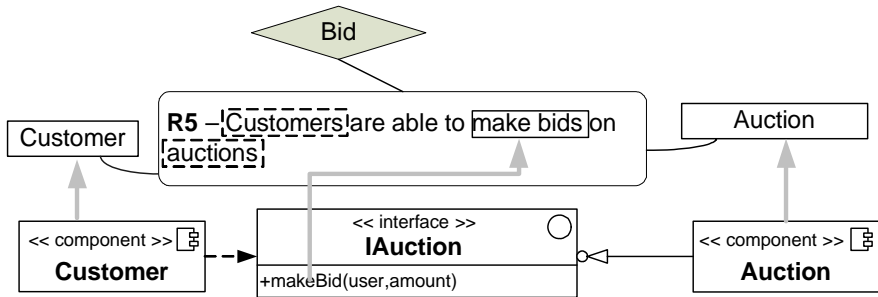 Bid
R5 – Customers are able to make bids on
auctions
Customer
Auction
<< component >>
Customer
<< interface >>
IAuction
+makeBid(user,amount)
<< component >>
Auction